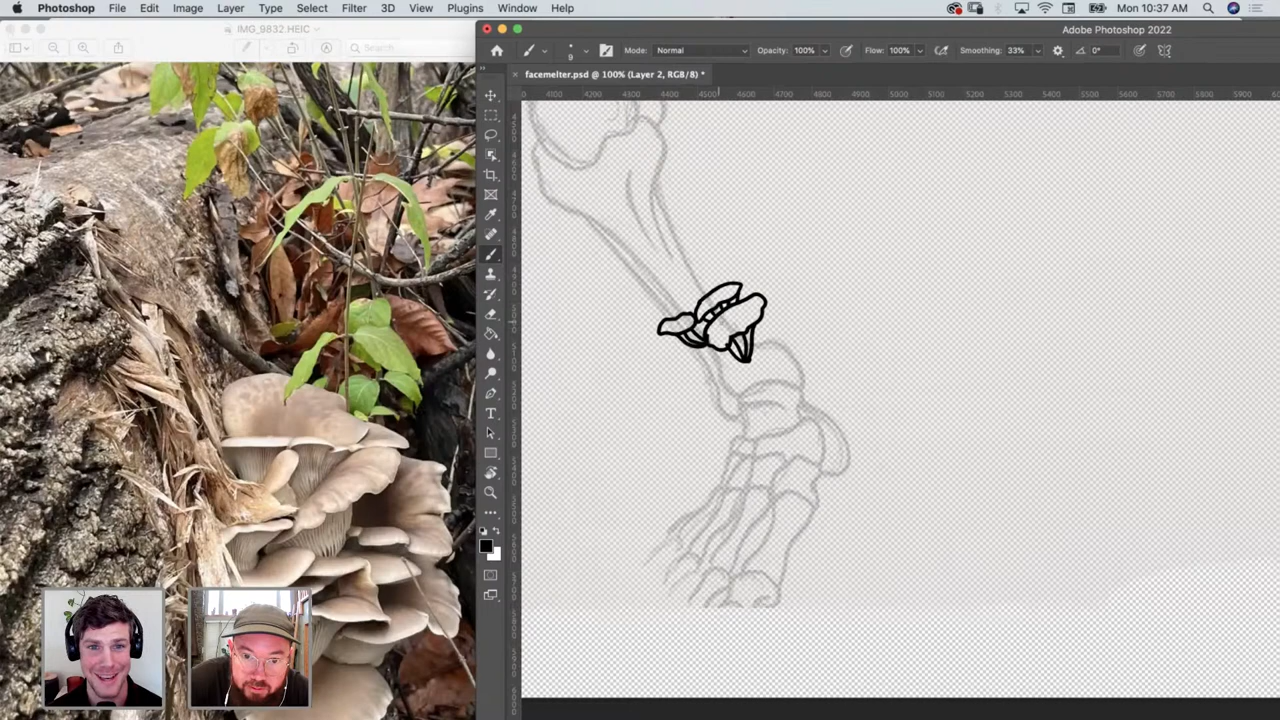 Photoshop File Edit Image Layer Type Select Filter 3D View Plugins Window Help Mon 10:37 AM
IMG_9832.HEIC Adobe Photoshop 2022
Search Mode: Normal Opacity: 100% Flow: 100% Smoothing: 33% 0°
9
facemelter.psd @ 100% (Layer 2, RGB/8) *
4200 4300 4400 4500 4700 4800 4900 5000 5100 5200 5300 5400 5500 5600 5700 5800 5900